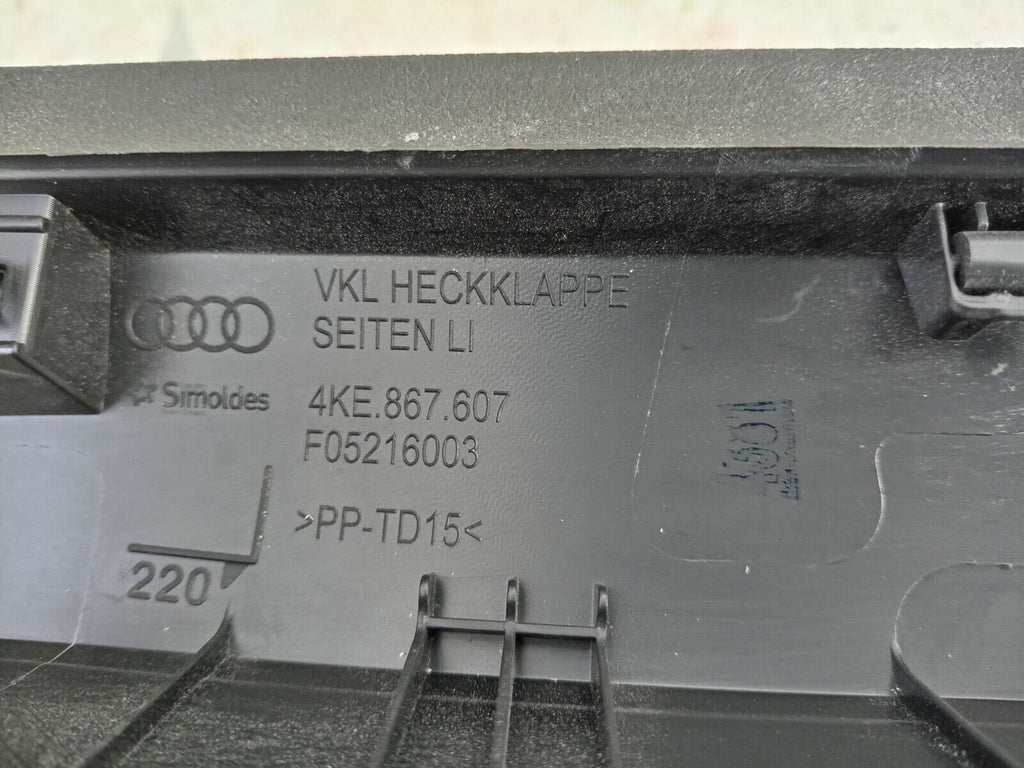 VKL HECKKLAPPE
SEITEN LI
Simoldes
4KE.867.607
F05216003
>PP-TD15<
220